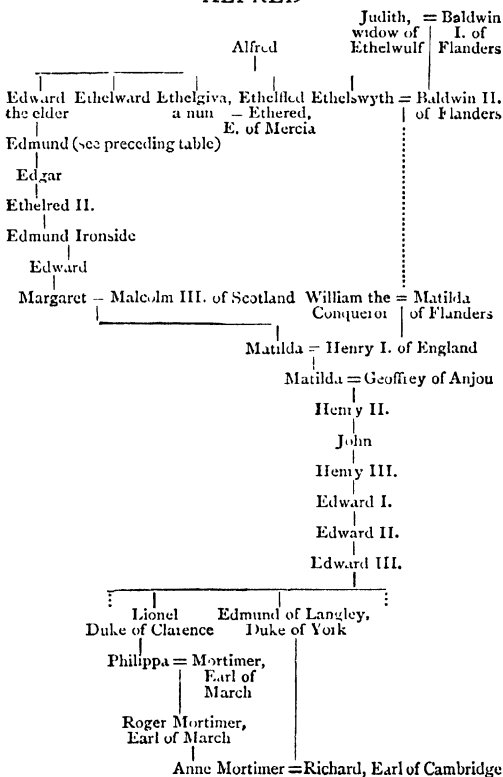 Judith, = Baldwin
widow of I. of
Ethelwulf Flanders
Alfred
Edward Ethelward Ethelgiva, Ethelfled Ethelswyth = Baldwin II.
the elder a nun = Ethered, of Flanders
E. of Mercia
Edmund (see preceding table)
Edgar
Ethelred II.
Edmund Ironside
Edward
Margaret = Malcolm III. of Scotland William the = Matilda
Conqueror of Flanders
Matilda = Henry I. of England
Matilda = Geoffrey of Anjou
Henry II.
John
Henry III.
Edward I.
Edward II.
Edward III.
Lionel Edmund of Langley,
Duke of Clarence Duke of York
Philippa = Mortimer,
Earl of
March
Roger Mortimer,
Earl of March
Anne Mortimer = Richard, Earl of Cambridge